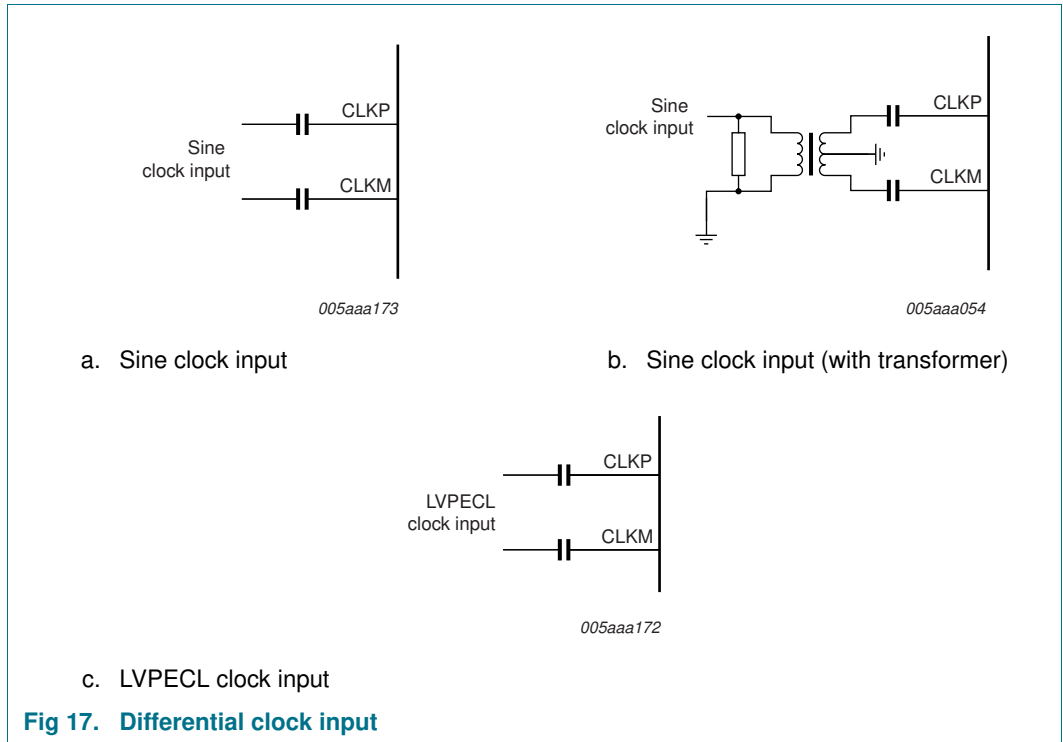 CLKP
Sine
clock input
CLKM
005aaa173
a. Sine clock input
Sine
clock input
CLKP
CLKM
005aaa054
b. Sine clock input (with transformer)
CLKP
LVPECL
clock input
CLKM
005aaa172
c. LVPECL clock input
Fig 17. Differential clock input